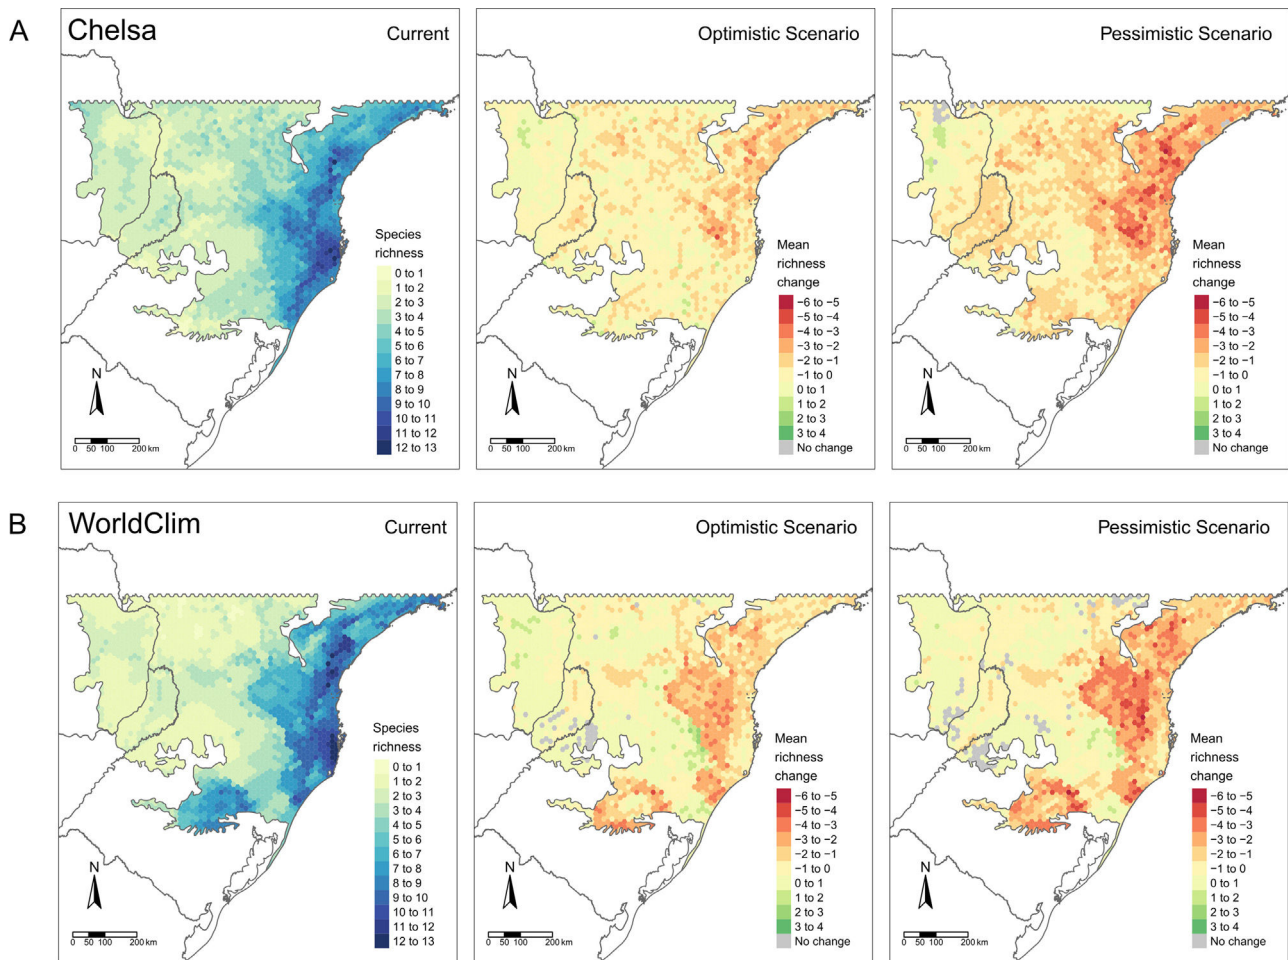 A
Chelsa
Current
Species
richness
0 to 1
1 to 2
2 to 3
3 to 4
4 to 5
5 to 6
6 to 7
7 to 8
8 to 9
9 to 10
10 to 11
11 to 12
12 to 13
N
0 50 100 200 km
Optimistic Scenario
Mean
richness
change
−6 to −5
−5 to −4
−4 to −3
−3 to −2
−2 to −1
−1 to 0
0 to 1
1 to 2
2 to 3
3 to 4
No change
N
0 50 100 200 km
Pessimistic Scenario
Mean
richness
change
−6 to −5
−5 to −4
−4 to −3
−3 to −2
−2 to −1
−1 to 0
0 to 1
1 to 2
2 to 3
3 to 4
No change
N
0 50 100 200 km
B
WorldClim
Current
Species
richness
0 to 1
1 to 2
2 to 3
3 to 4
4 to 5
5 to 6
6 to 7
7 to 8
8 to 9
9 to 10
10 to 11
11 to 12
12 to 13
N
0 50 100 200 km
Optimistic Scenario
Mean
richness
change
−6 to −5
−5 to −4
−4 to −3
−3 to −2
−2 to −1
−1 to 0
0 to 1
1 to 2
2 to 3
3 to 4
No change
N
0 50 100 200 km
Pessimistic Scenario
Mean
richness
change
−6 to −5
−5 to −4
−4 to −3
−3 to −2
−2 to −1
−1 to 0
0 to 1
1 to 2
2 to 3
3 to 4
No change
N
0 50 100 200 km